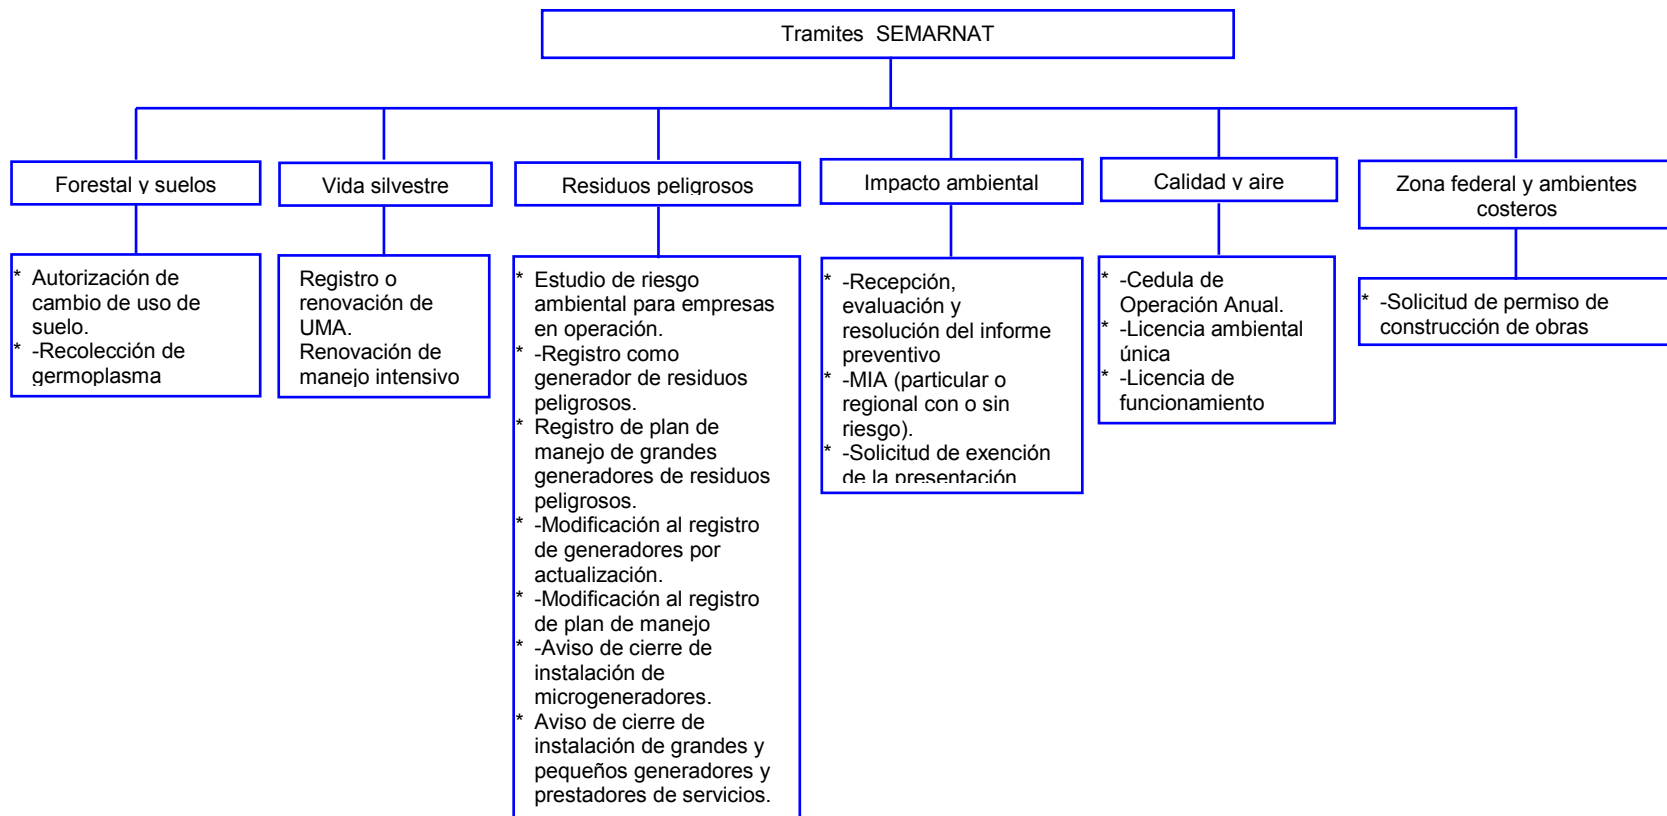 Tramites SEMARNAT
Forestal y suelos
Vida silvestre
Residuos peligrosos
Impacto ambiental
Calidad y aire
Zona federal y ambientes
costeros
* Autorización de
cambio de uso de
suelo.
* -Recolección de
germoplasma
Registro o
renovación de
UMA.
Renovación de
manejo intensivo
* Estudio de riesgo
ambiental para empresas
en operación.
* -Registro como
generador de residuos
peligrosos.
* Registro de plan de
manejo de grandes
generadores de residuos
peligrosos.
* -Modificación al registro
de generadores por
actualización.
* -Modificación al registro
de plan de manejo
* -Aviso de cierre de
instalación de
microgeneradores.
* Aviso de cierre de
instalación de grandes y
pequeños generadores y
prestadores de servicios.
* -Recepción,
evaluación y
resolución del informe
preventivo
* -MIA (particular o
regional con o sin
riesgo).
* -Solicitud de exención
de la presentación
* -Cedula de
Operación Anual.
* -Licencia ambiental
única
* -Licencia de
funcionamiento
* -Solicitud de permiso de
construcción de obras